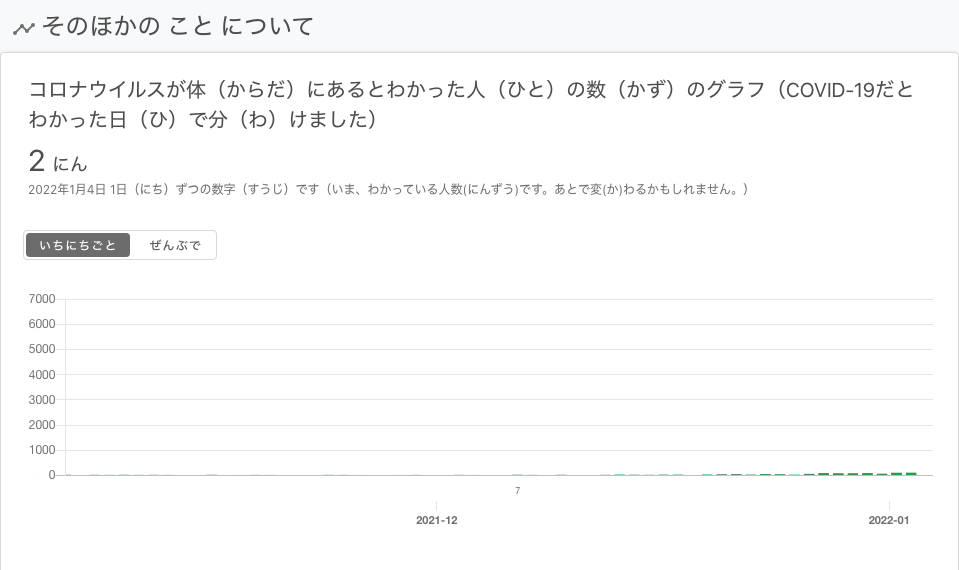 そのほかの こと について
コロナウイルスが体（からだ）にあるとわかった人（ひと）の数（かず）のグラフ（COVID-19だと
わかった日（ひ）で分（わ）けました）
2 にん
2022年1月4日 1日（にち）ずつの数字（すうじ）です（いま、わかっている人数(にんずう)です。あとで変(か)わるかもしれません。）
いちにちごと ぜんぶで
7000
6000
5000
4000
3000
2000
1000
0
7
2021-12 2022-01